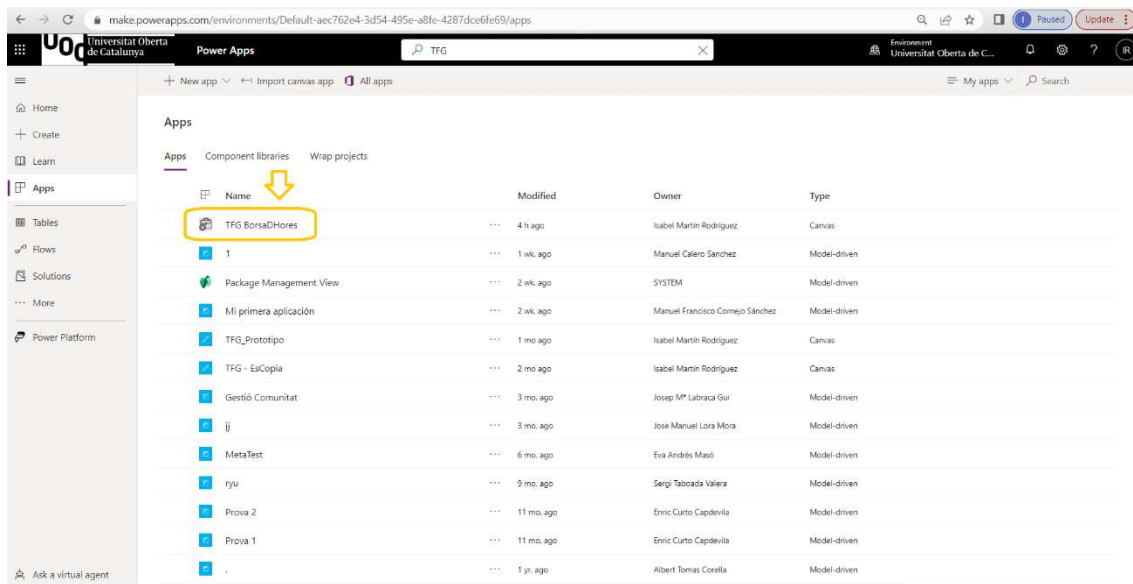 make.powerapps.com/environments/Default-aec762e4-3d54-495e-a8fe-4287dce6fe69/apps
Paused
Update
UOC Universitat Oberta
de Catalunya
Power Apps
TFG
Environment
Universitat Oberta de C...
IR
New app
Import canvas app
All apps
My apps
Search
Home
Create
Learn
Apps
Tables
Flows
Solutions
More
Power Platform
Ask a virtual agent
Apps
Apps Component libraries Wrap projects
Name Modified Owner Type
TFG BorsaDHores ... 4 h ago Isabel Martín Rodríguez Canvas
1 ... 1 wk. ago Manuel Calero Sanchez Model-driven
Package Management View ... 2 wk. ago SYSTEM Model-driven
Mi primera aplicación ... 2 wk. ago Manuel Francisco Cornejo Sánchez Model-driven
TFG_Prototipo ... 1 mo ago Isabel Martín Rodríguez Canvas
TFG - EsCopia ... 2 mo ago Isabel Martín Rodríguez Canvas
Gestió Comunitat ... 3 mo. ago Josep Mª Labraca Gui Model-driven
jj ... 3 mo. ago Jose Manuel Lora Mora Model-driven
MetaTest ... 6 mo. ago Eva Andrés Masó Model-driven
ryu ... 9 mo. ago Sergi Taboada Valera Model-driven
Prova 2 ... 11 mo. ago Enric Curto Capdevila Model-driven
Prova 1 ... 11 mo. ago Enric Curto Capdevila Model-driven
. ... 1 yr. ago Albert Tomas Corella Model-driven